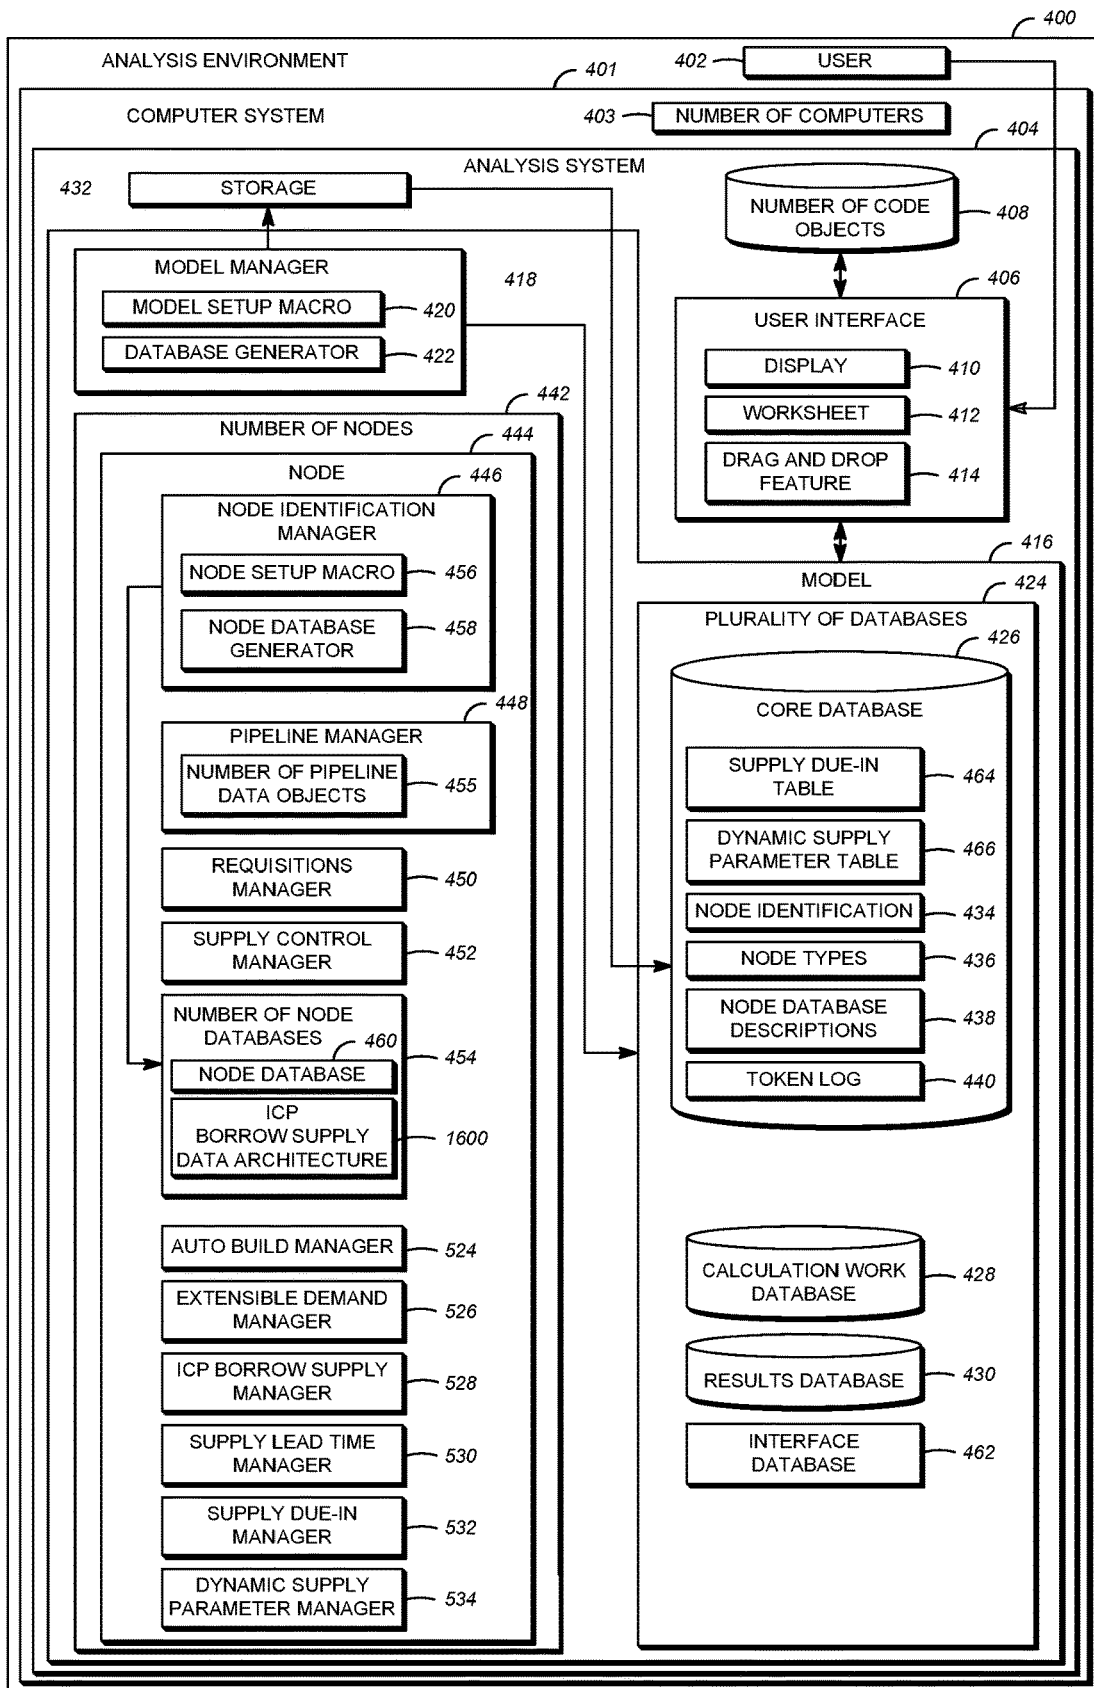 400
ANALYSIS ENVIRONMENT
402
USER
401
COMPUTER SYSTEM
403
NUMBER OF COMPUTERS
404
ANALYSIS SYSTEM
432
STORAGE
NUMBER OF CODE
OBJECTS
408
MODEL MANAGER
418
MODEL SETUP MACRO
420
DATABASE GENERATOR
422
406
USER INTERFACE
DISPLAY
410
WORKSHEET
412
DRAG AND DROP
FEATURE
414
442
NUMBER OF NODES
444
NODE
446
NODE IDENTIFICATION
MANAGER
NODE SETUP MACRO
456
NODE DATABASE
GENERATOR
458
448
PIPELINE MANAGER
NUMBER OF PIPELINE
DATA OBJECTS
455
REQUISITIONS
MANAGER
450
SUPPLY CONTROL
MANAGER
452
NUMBER OF NODE
DATABASES
454
460
NODE DATABASE
ICP
BORROW SUPPLY
DATA ARCHITECTURE
1600
AUTO BUILD MANAGER
524
EXTENSIBLE DEMAND
MANAGER
526
ICP BORROW SUPPLY
MANAGER
528
SUPPLY LEAD TIME
MANAGER
530
SUPPLY DUE-IN
MANAGER
532
DYNAMIC SUPPLY
PARAMETER MANAGER
534
416
MODEL
424
PLURALITY OF DATABASES
426
CORE DATABASE
SUPPLY DUE-IN
TABLE
464
DYNAMIC SUPPLY
PARAMETER TABLE
466
NODE IDENTIFICATION
434
NODE TYPES
436
NODE DATABASE
DESCRIPTIONS
438
TOKEN LOG
440
CALCULATION WORK
DATABASE
428
RESULTS DATABASE
430
INTERFACE
DATABASE
462